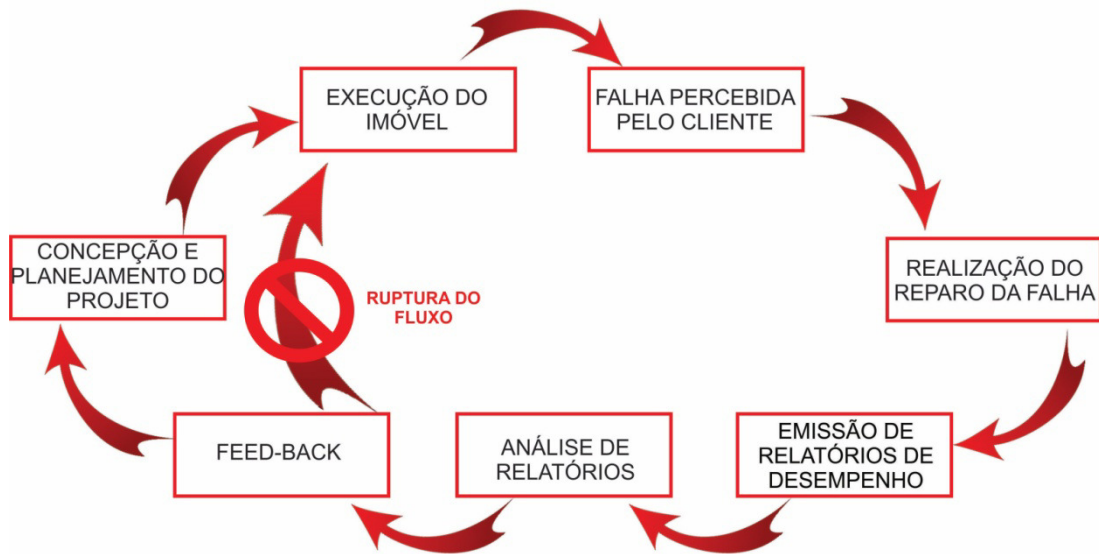 EXECUÇÃO DO
IMÓVEL
FALHA PERCEBIDA
PELO CLIENTE
REALIZAÇÃO DO
REPARO DA FALHA
EMISSÃO DE
RELATÓRIOS DE
DESEMPENHO
ANÁLISE DE
RELATÓRIOS
FEED-BACK
CONCEPÇÃO E
PLANEJAMENTO DO
PROJETO
RUPTURA DO
FLUXO